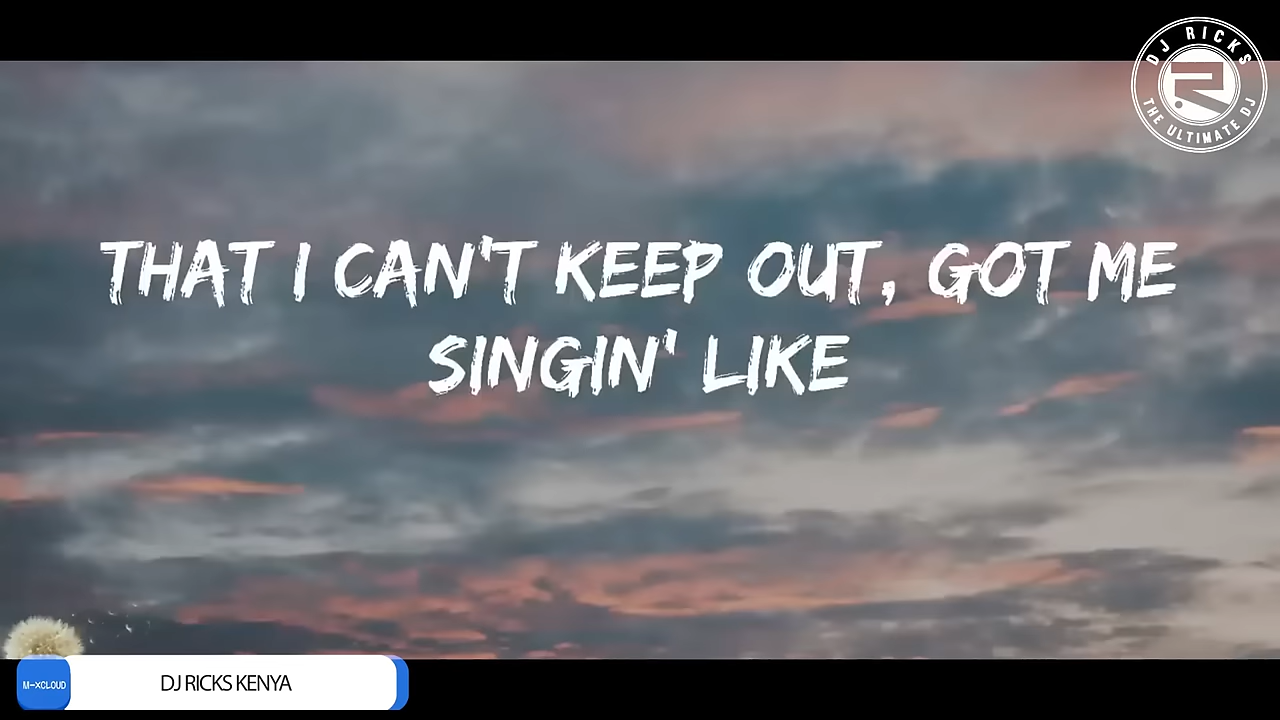 DJ RICKS
THE ULTIMATE DJ
THAT I CAN'T KEEP OUT, GOT ME
SINGIN' LIKE
M-XCLOUD
DJ RICKS KENYA